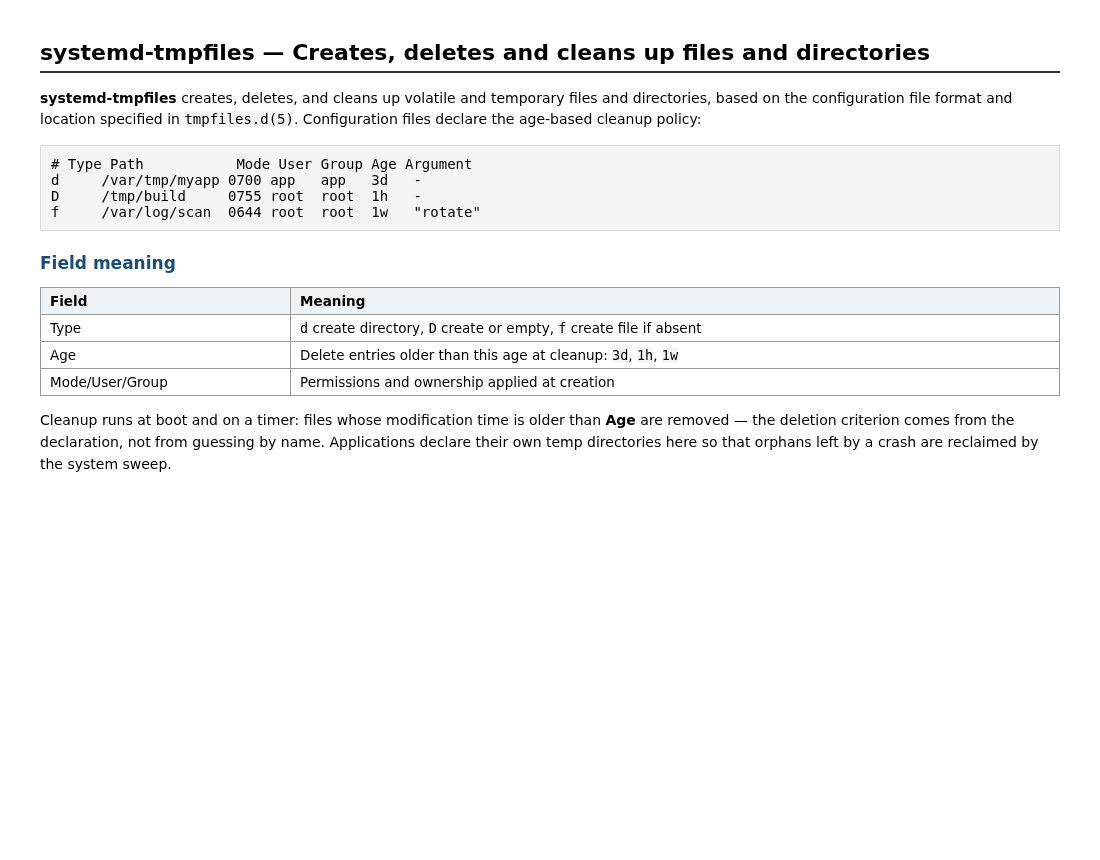 systemd-tmpfiles — Creates, deletes and cleans up files and directories
systemd-tmpfiles creates, deletes, and cleans up volatile and temporary files and directories, based on the configuration file format and
location specified in tmpfiles.d(5). Configuration files declare the age-based cleanup policy:
# Type Path           Mode User Group Age Argument
d     /var/tmp/myapp 0700 app   app   3d   -
D     /tmp/build     0755 root  root  1h   -
f     /var/log/scan  0644 root  root  1w   "rotate"
Field meaning
Field Meaning
Type d create directory, D create or empty, f create file if absent
Age Delete entries older than this age at cleanup: 3d, 1h, 1w
Mode/User/Group Permissions and ownership applied at creation
Cleanup runs at boot and on a timer: files whose modification time is older than Age are removed — the deletion criterion comes from the
declaration, not from guessing by name. Applications declare their own temp directories here so that orphans left by a crash are reclaimed by
the system sweep.